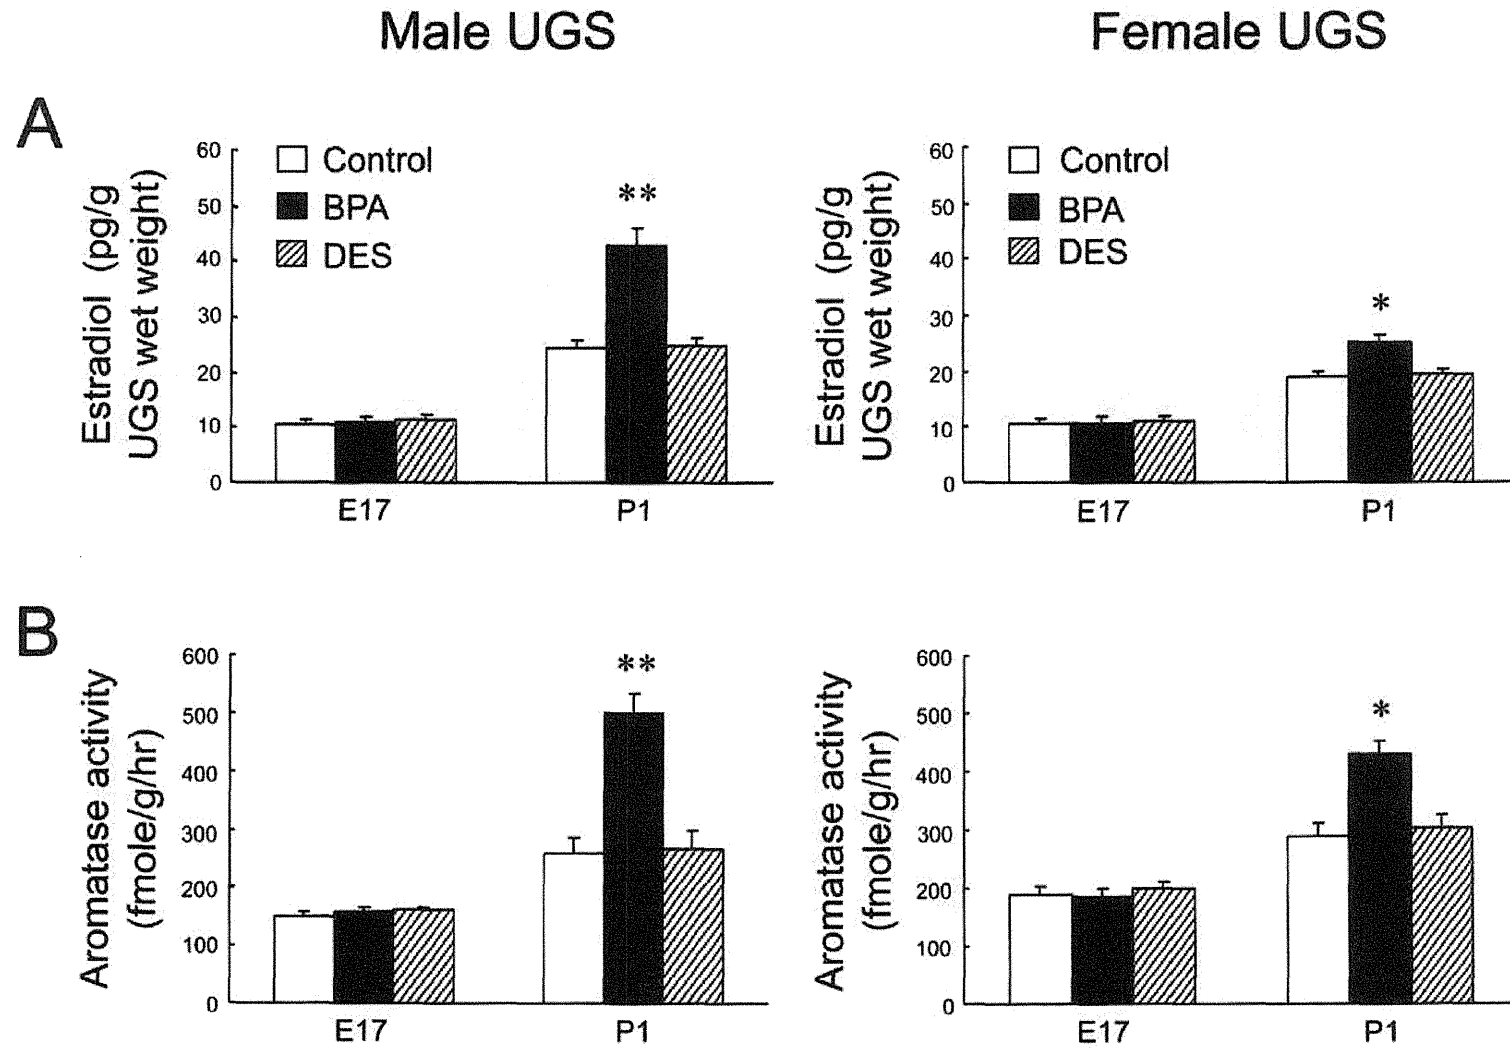 Male UGS
Female UGS
A
Estradiol (pg/g
UGS wet weight)
60
50
40
30
20
10
0
Control
BPA
DES
**
E17
P1
Estradiol (pg/g
UGS wet weight)
60
50
40
30
20
10
0
Control
BPA
DES
*
E17
P1
B
Aromatase activity
(fmole/g/hr)
600
500
400
300
200
100
0
**
E17
P1
Aromatase activity
(fmole/g/hr)
600
500
400
300
200
100
0
*
E17
P1